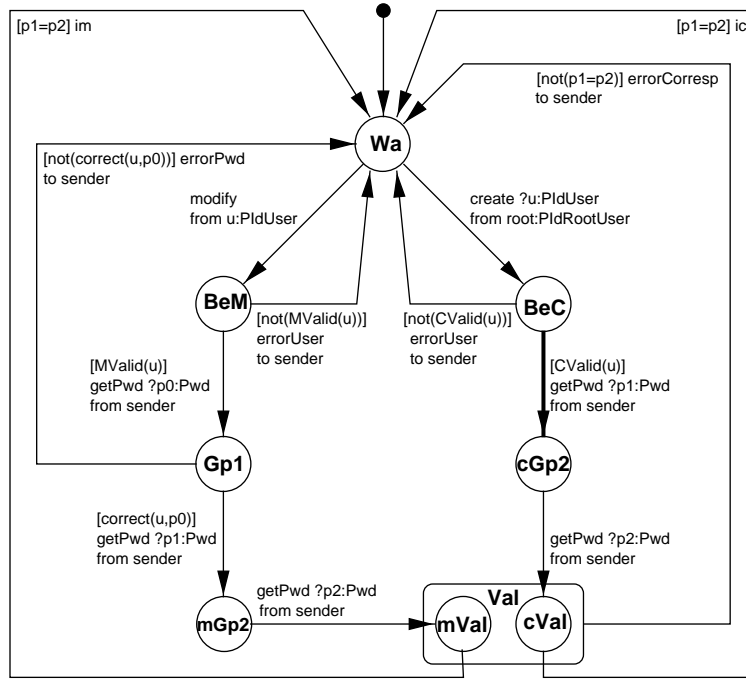 [p1=p2] im
[p1=p2] ic
[not(p1=p2)] errorCorresp
to sender
Wa
[not(correct(u,p0))] errorPwd
to sender
modify
from u:PIdUser
create ?u:PIdUser
from root:PIdRootUser
BeM
BeC
[not(MValid(u))]
errorUser
to sender
[not(CValid(u))]
errorUser
to sender
[MValid(u)]
getPwd ?p0:Pwd
from sender
[CValid(u)]
getPwd ?p1:Pwd
from sender
Gp1
cGp2
[correct(u,p0)]
getPwd ?p1:Pwd
from sender
getPwd ?p2:Pwd
from sender
getPwd ?p2:Pwd
from sender
Val
mGp2
mVal
cVal